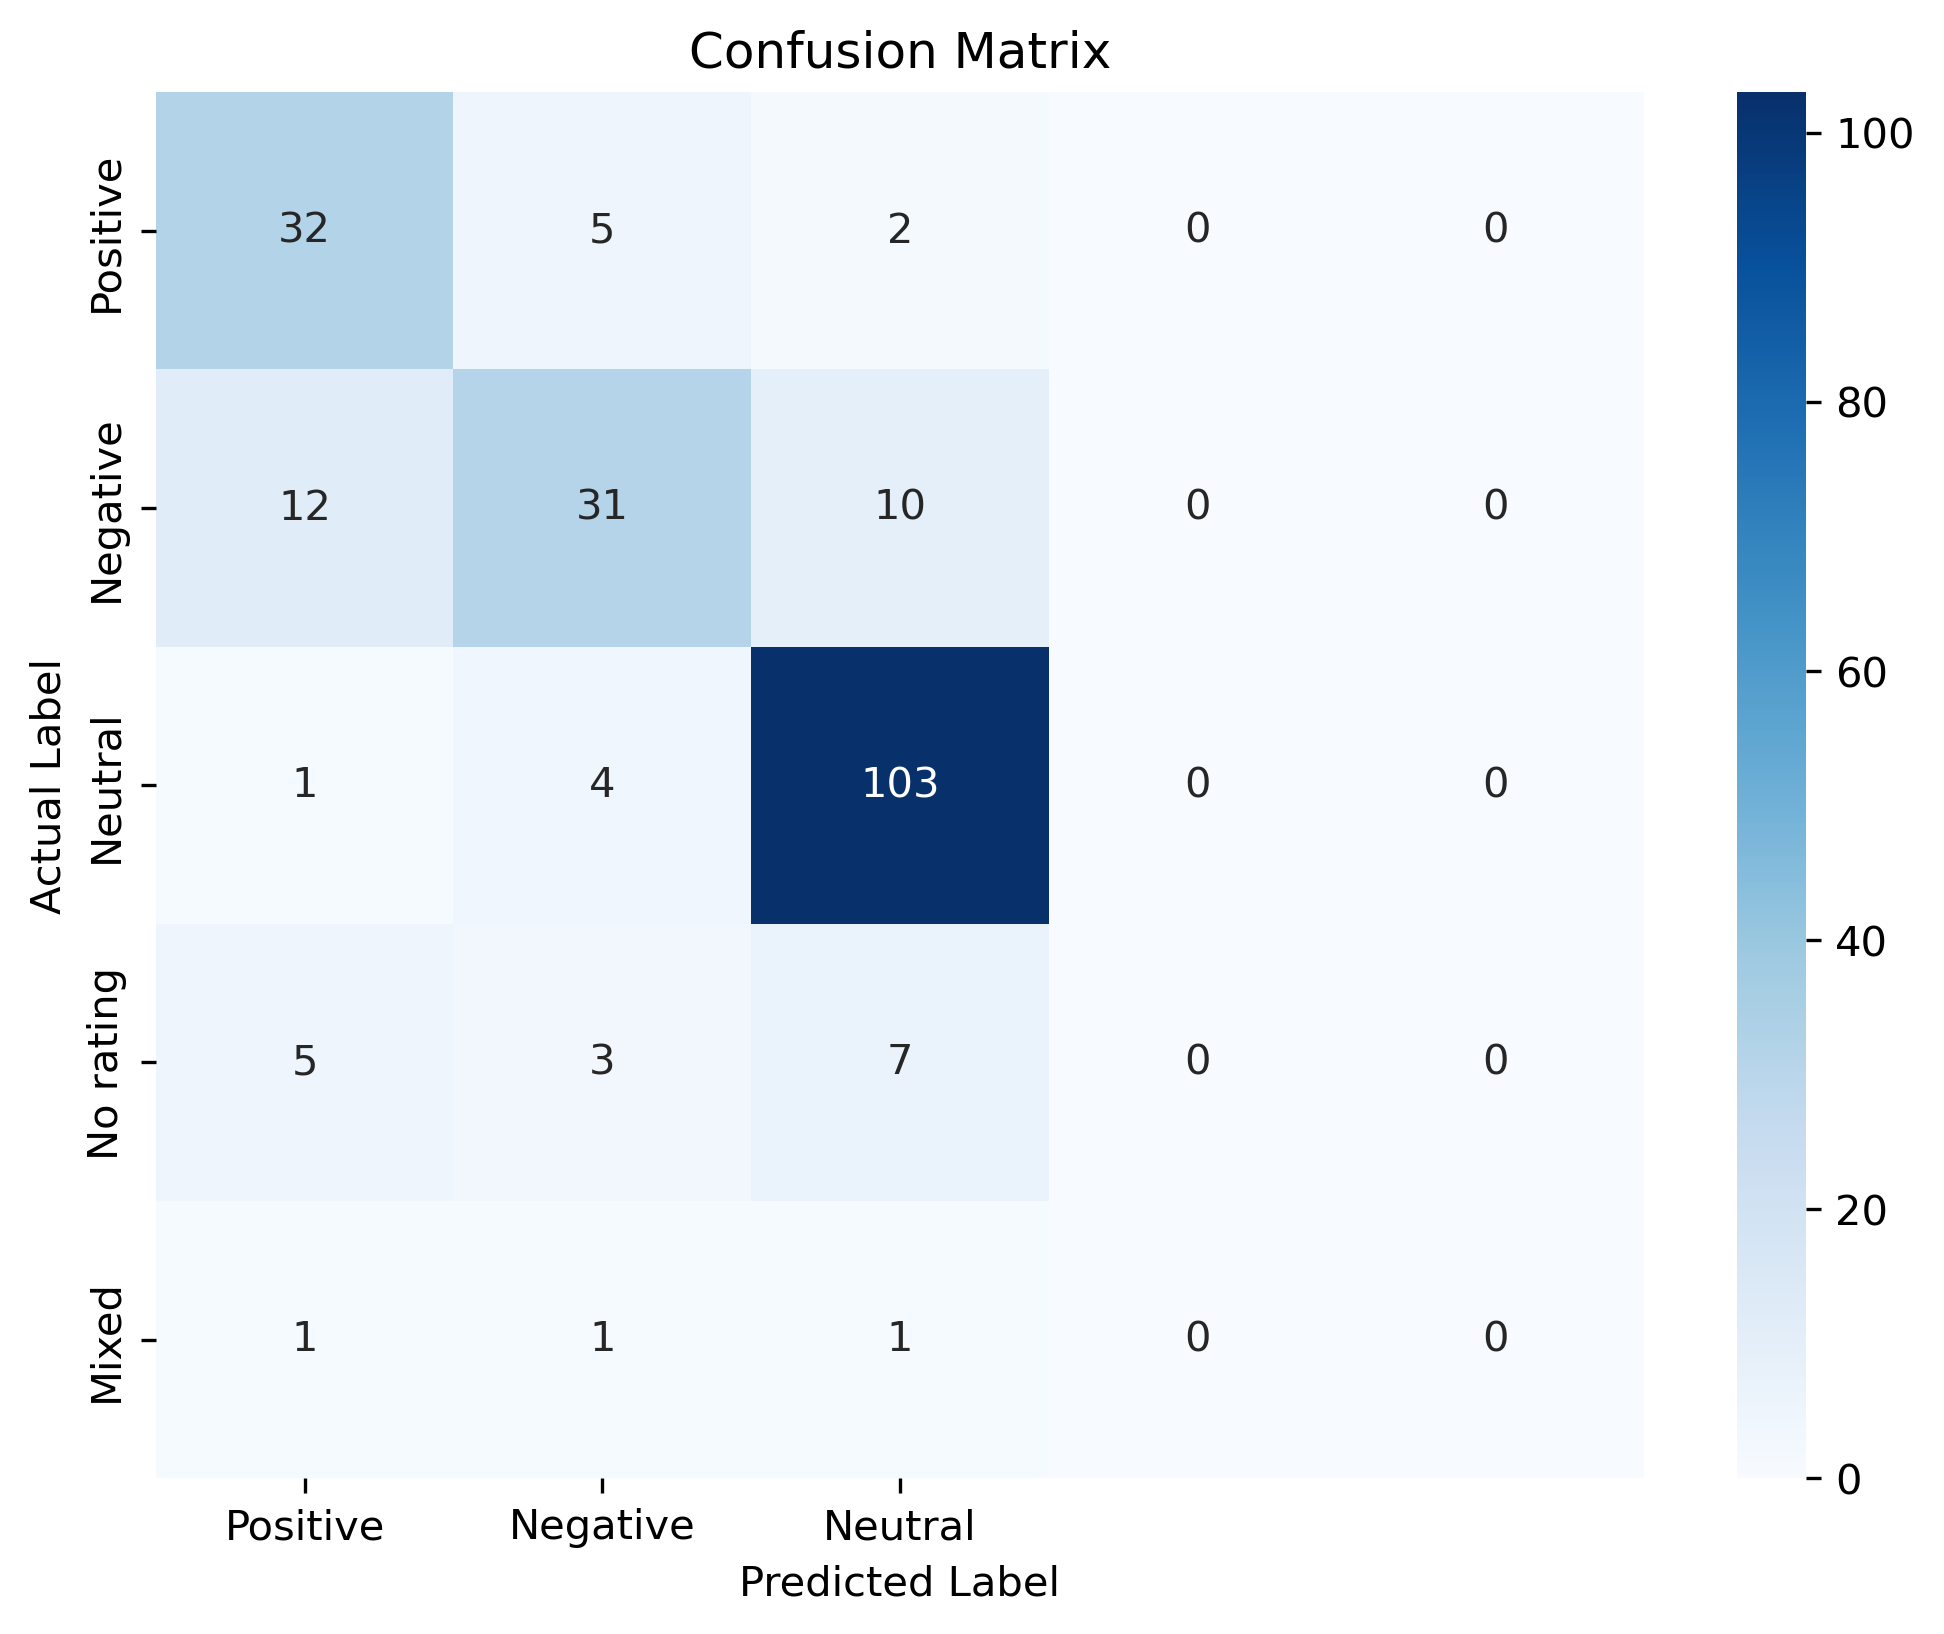 Confusion Matrix
Actual Label
Positive 32 5 2 0 0
Negative 12 31 10 0 0
Neutral 1 4 103 0 0
No rating 5 3 7 0 0
Mixed 1 1 1 0 0
Positive Negative Neutral
Predicted Label
100
80
60
40
20
0